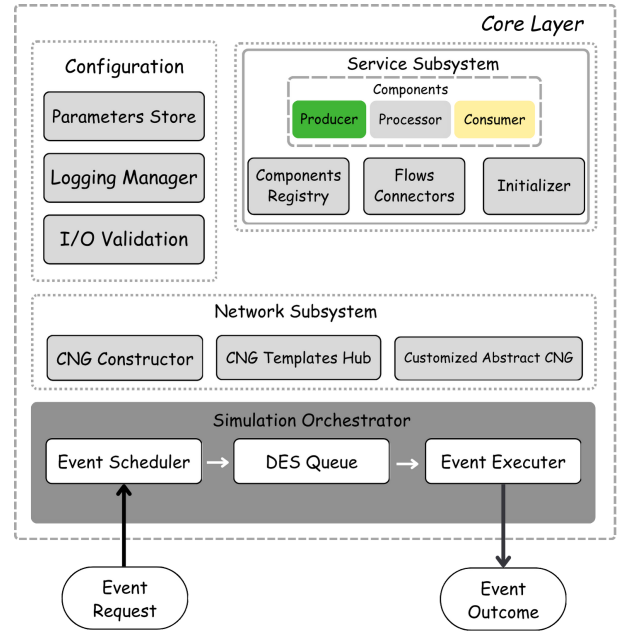 Core Layer
Configuration
Parameters Store
Logging Manager
I/O Validation
Service Subsystem
Components
Producer
Processor
Consumer
Components
Registry
Flows
Connectors
Initializer
Network Subsystem
CNG Constructor
CNG Templates Hub
Customized Abstract CNG
Simulation Orchestrator
Event Scheduler
DES Queue
Event Executer
Event
Request
Event
Outcome